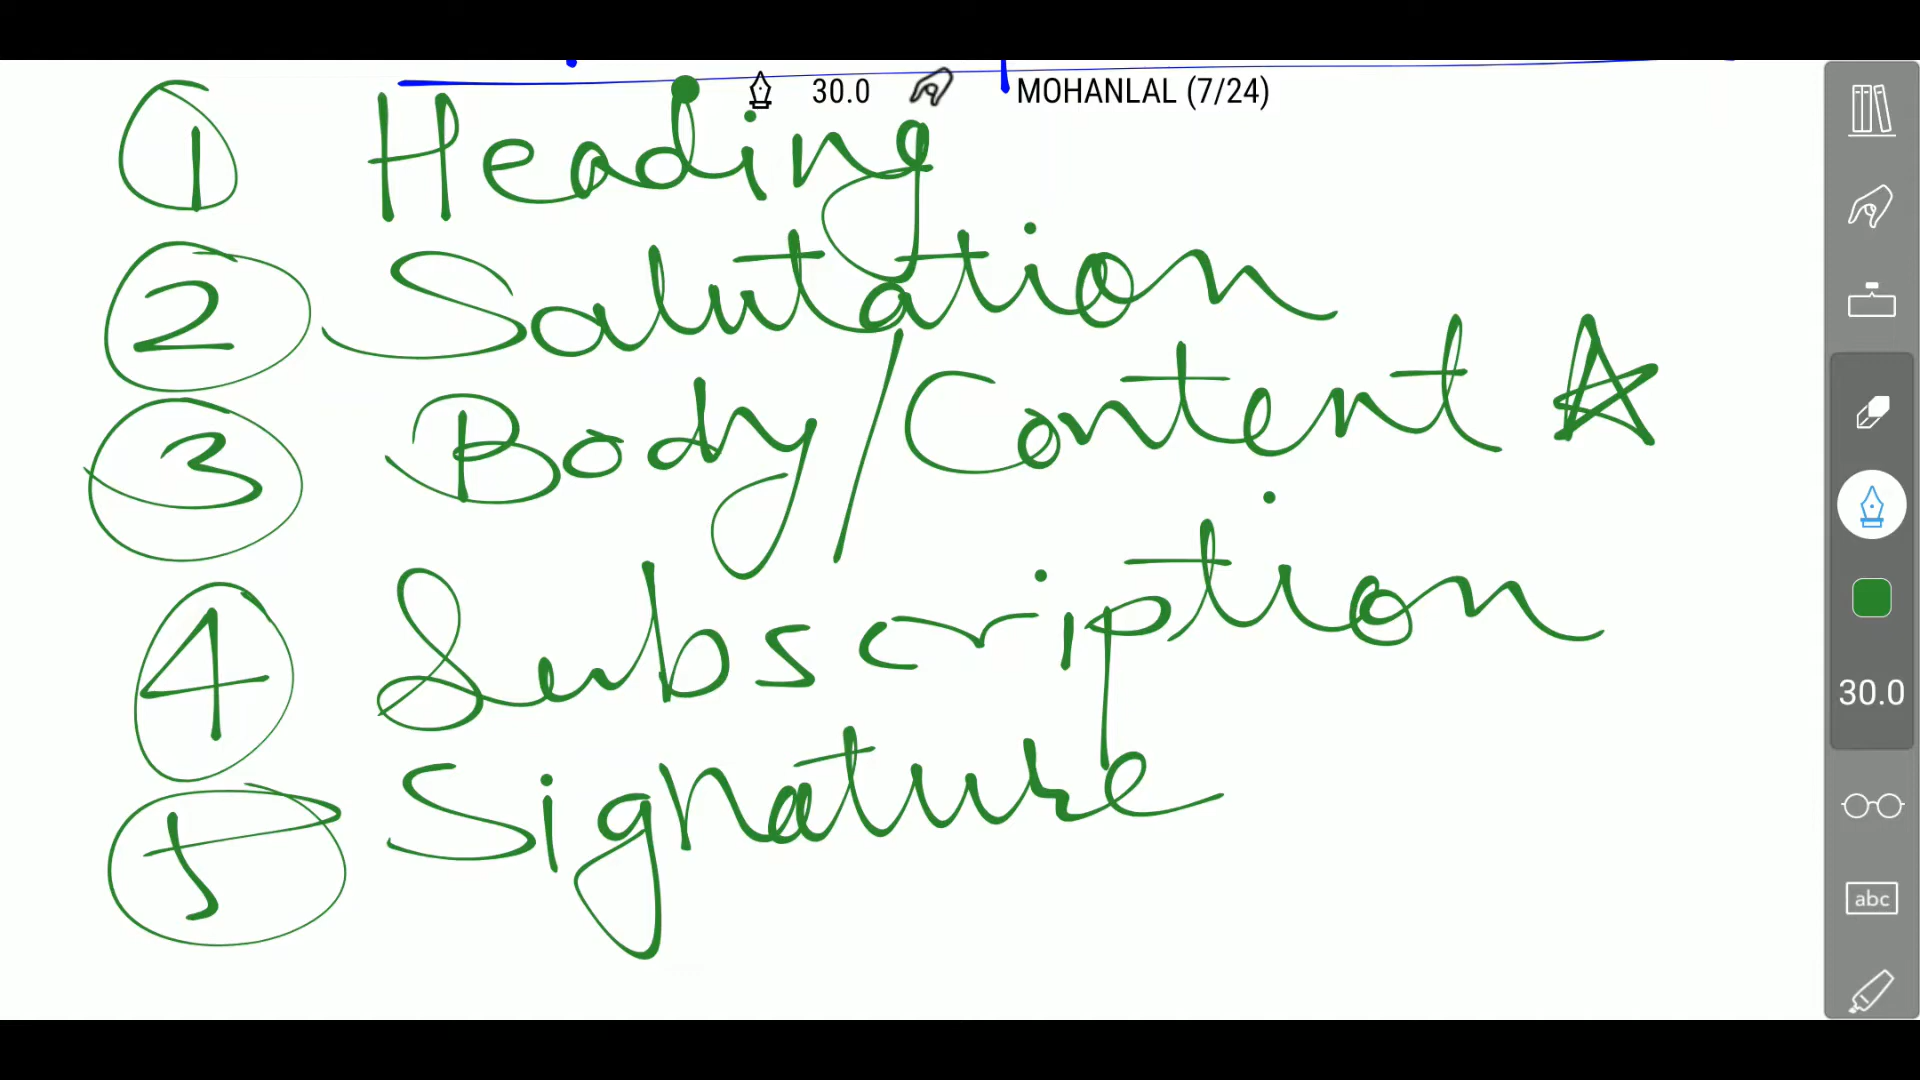 30.0 MOHANLAL (7/24)
1 Heading
2 Salutation
3 Body/Content
4 Subscription
5 Signature
30.0
abc